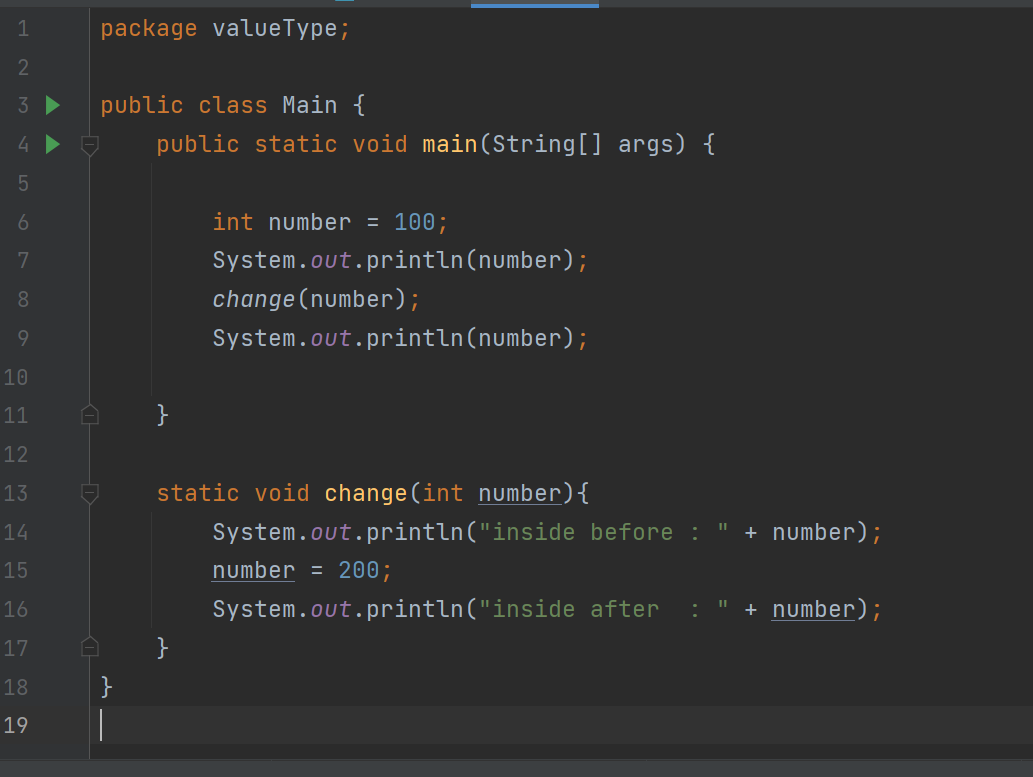 1 package valueType;
2
3 public class Main {
4     public static void main(String[] args) {
5
6         int number = 100;
7         System.out.println(number);
8         change(number);
9         System.out.println(number);
10
11     }
12
13     static void change(int number){
14         System.out.println("inside before : " + number);
15         number = 200;
16         System.out.println("inside after  : " + number);
17     }
18 }
19